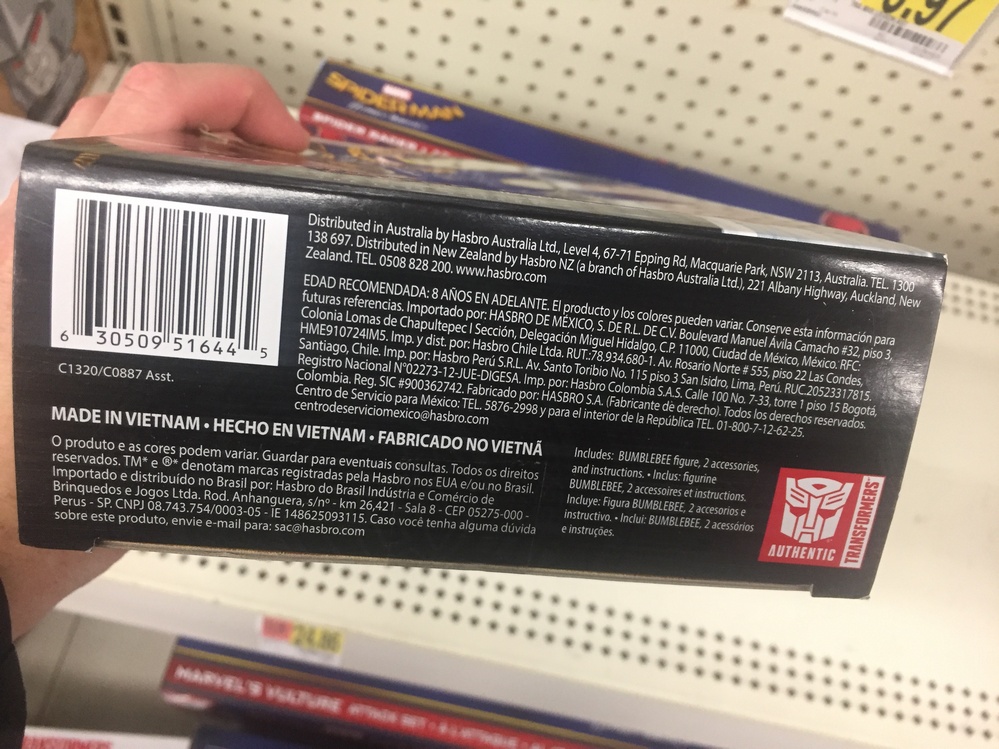 MARVEL
SPIDER-MAN
6 30509 51644 5
C1320/C0887 Asst.
Distributed in Australia by Hasbro Australia Ltd., Level 4, 67-71 Epping Rd, Macquarie Park, NSW 2113, Australia. TEL. 1300
138 697. Distributed in New Zealand by Hasbro NZ (a branch of Hasbro Australia Ltd.), 221 Albany Highway, Auckland, New
Zealand. TEL. 0508 828 200. www.hasbro.com
EDAD RECOMENDADA: 8 AÑOS EN ADELANTE. El producto y los colores pueden variar. Conserve esta información para
futuras referencias. Importado por: HASBRO DE MÉXICO, S. DE R.L. DE C.V. Boulevard Manuel Ávila Camacho #32, piso 3,
Colonia Lomas de Chapultepec I Sección, Delegación Miguel Hidalgo, C.P. 11000, Ciudad de México, México. RFC:
HME910724IM5. Imp. y dist. por: Hasbro Chile Ltda. RUT.:78.934.680-1. Av. Rosario Norte # 555, piso 22 Las Condes,
Santiago, Chile. Imp. por: Hasbro Perú S.R.L. Av. Santo Toribio No. 115 piso 3 San Isidro, Lima, Perú. RUC.20523317815.
Registro Nacional N°02273-12-JUE-DIGESA. Imp. por: Hasbro Colombia S.A.S. Calle 100 No. 7-33, torre 1 piso 15 Bogotá,
Colombia. Reg. SIC #900362742. Fabricado por: HASBRO S.A. (Fabricante de derecho). Todos los derechos reservados.
Centro de Servicio para México: TEL. 5876-2998 y para el interior de la República TEL. 01-800-7-12-62-25.
centrodeserviciomexico@hasbro.com
MADE IN VIETNAM • HECHO EN VIETNAM • FABRICADO NO VIETNÃ
O produto e as cores podem variar. Guardar para eventuais consultas. Todos os direitos
reservados. TM* e ®* denotam marcas registradas pela Hasbro nos EUA e/ou no Brasil.
Importado e distribuído no Brasil por: Hasbro do Brasil Indústria e Comércio de
Brinquedos e Jogos Ltda. Rod. Anhanguera, s/nº - km 26,421 - Sala 8 - CEP 05275-000 -
Perus - SP. CNPJ 08.743.754/0003-05 - IE 148625093115. Caso você tenha alguma dúvida
sobre este produto, envie e-mail para: sac@hasbro.com
Includes: BUMBLEBEE figure, 2 accessories,
and instructions. • Inclus: figurine
BUMBLEBEE, 2 accessoires et instructions.
Incluye: Figura BUMBLEBEE, 2 accesorios e
instructivo. • Inclui: BUMBLEBEE, 2 acessórios
e instruções.
AUTHENTIC
TRANSFORMERS
24.86
MARVEL'S VULTURE ATTACK SET
TRANSFORMERS